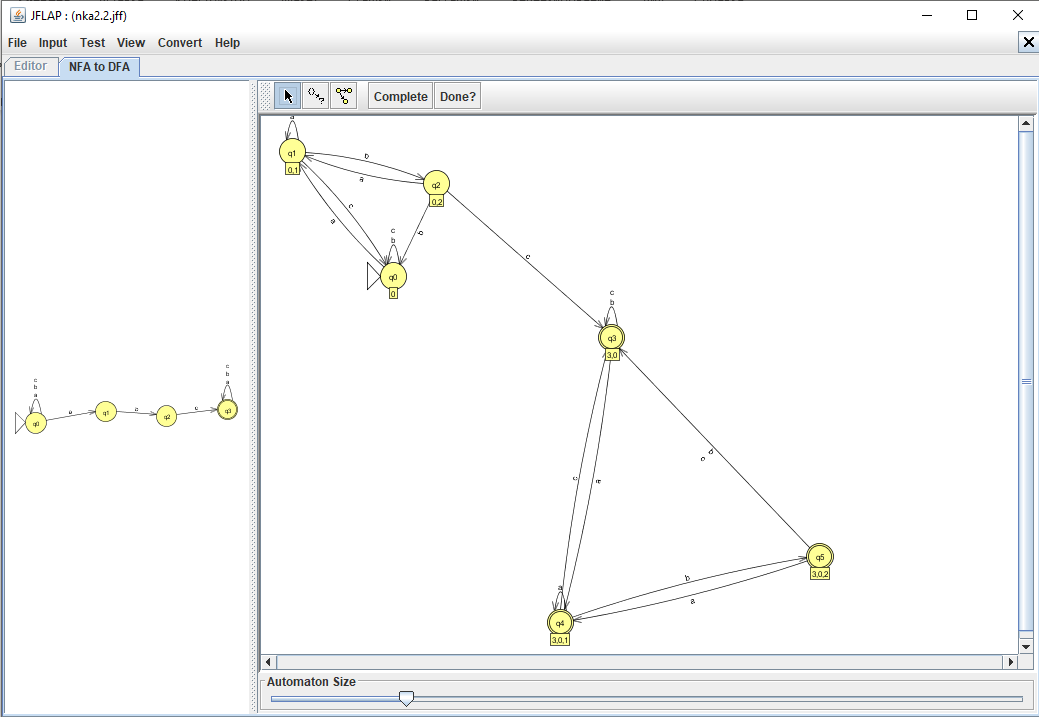 JFLAP : (nka2.2.jff)
File Input Test View Convert Help
Editor NFA to DFA
Complete Done?
a
q1
0,1
b
a
q2
0,2
c
a
b
c
b
q0
0
c
c
b
q3
3,0
c
a
b
c
q5
3,0,2
b
a
a
q4
3,0,1
c
b
a
q0
a
q1
q2
c
b
a
q3
Automaton Size